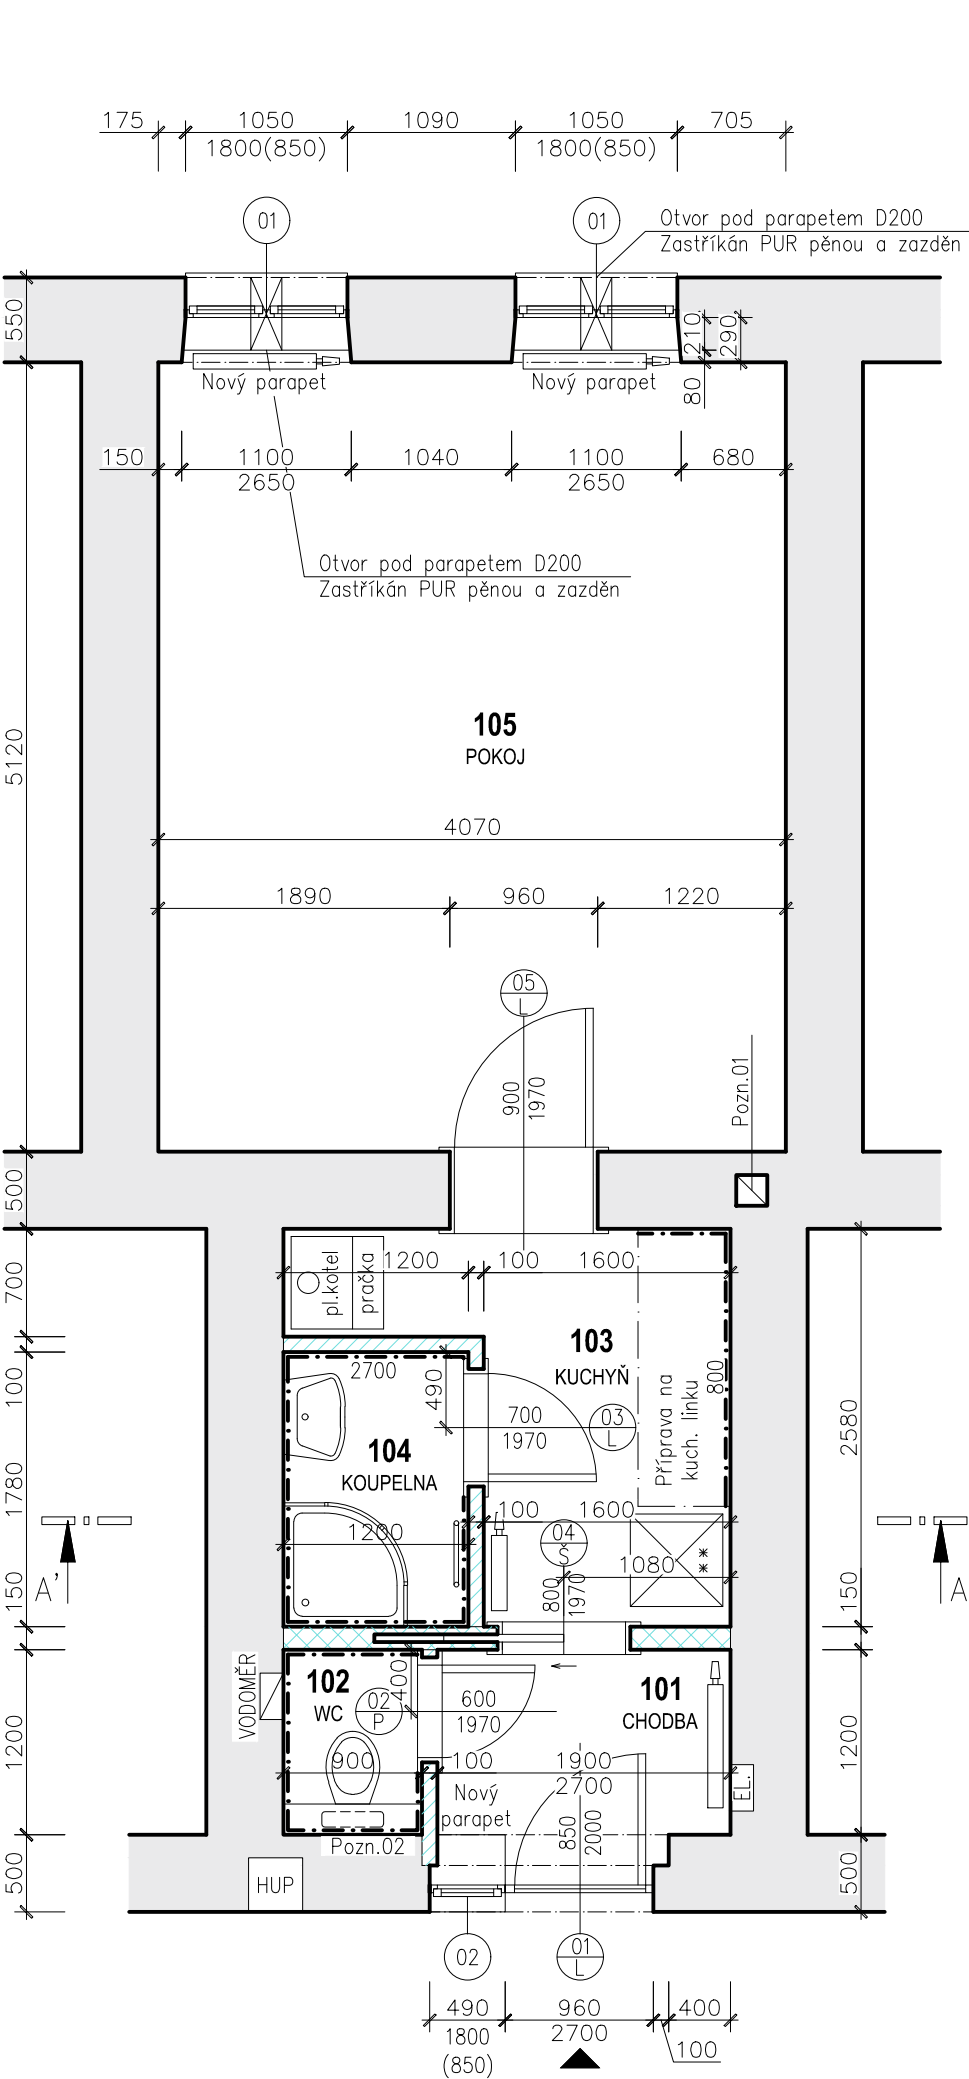 175
1050
1800(850)
1090
1050
1800(850)
705
01
01
Otvor pod parapetem D200
Zastříkán PUR pěnou a zazděn
550
210
290
80
Nový parapet
Nový parapet
150
1100
2650
1040
1100
2650
680
Otvor pod parapetem D200
Zastříkán PUR pěnou a zazděn
5120
105
POKOJ
4070
1890
960
1220
05
L
900
1970
Pozn.01
500
700
pl.kotel
pračka
1200
100
1600
103
KUCHYŇ
800
Příprava na
kuch. linku
100
2700
490
700
1970
03
L
2580
104
KOUPELNA
1780
100
1600
1200
04
Š
1080
**
A'
A
150
800
1970
150
VODOMĚR
102
WC
400
02
P
600
1970
101
CHODBA
1200
1200
900
100
1900
2700
EL.
Nový
parapet
850
2000
Pozn.02
500
HUP
500
02
01
L
490
1800
(850)
960
2700
400
100